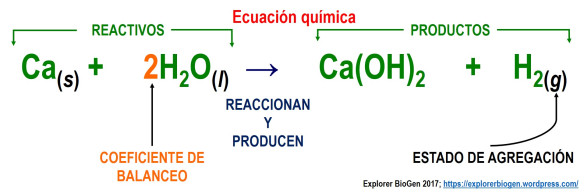 Ecuación química
REACTIVOS
PRODUCTOS
Ca(s) + 2H₂O(l) → Ca(OH)₂ + H₂(g)
REACCIONAN
Y
PRODUCEN
COEFICIENTE DE
BALANCEO
ESTADO DE AGREGACIÓN
Explorer BioGen 2017; https://explorerbiogen.wordpress.com/